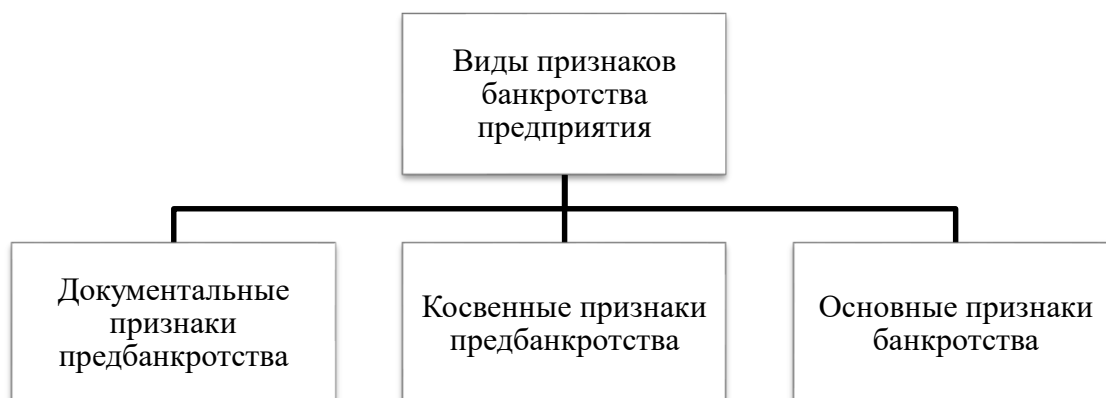 Виды признаков
банкротства
предприятия
Документальные
признаки
предбанкротства
Косвенные признаки
предбанкротства
Основные признаки
банкротства